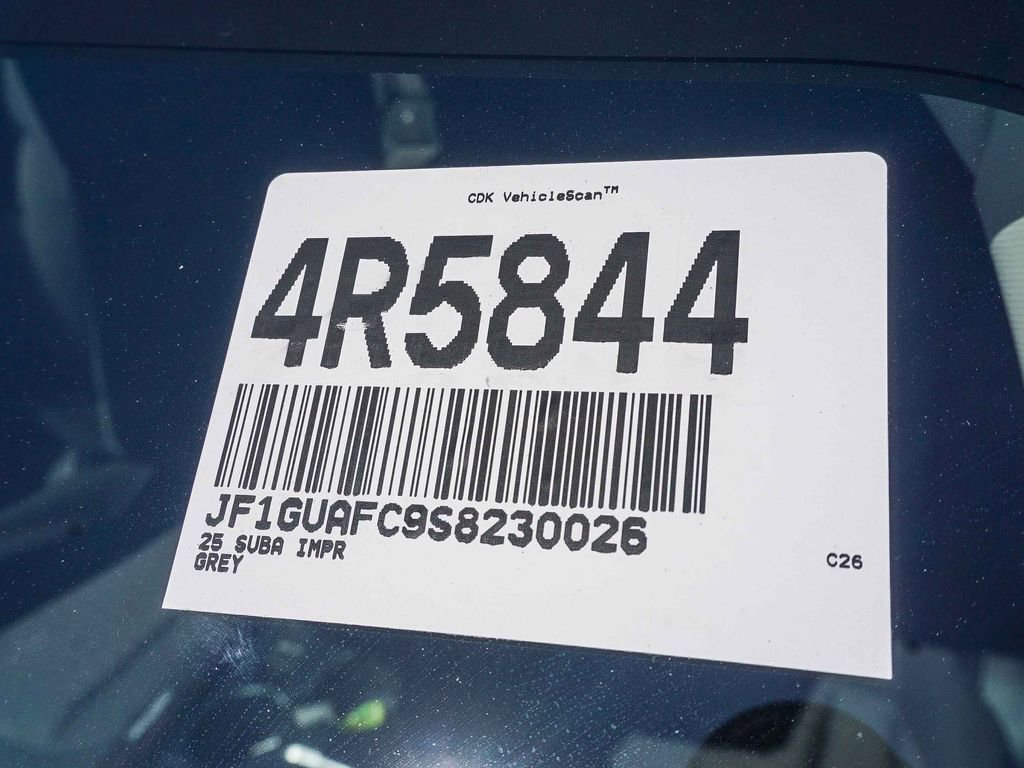 CDK VehicleScan™
4R5844
JF1GUAFC9S8230026
25 SUBA IMPR
GREY
C26